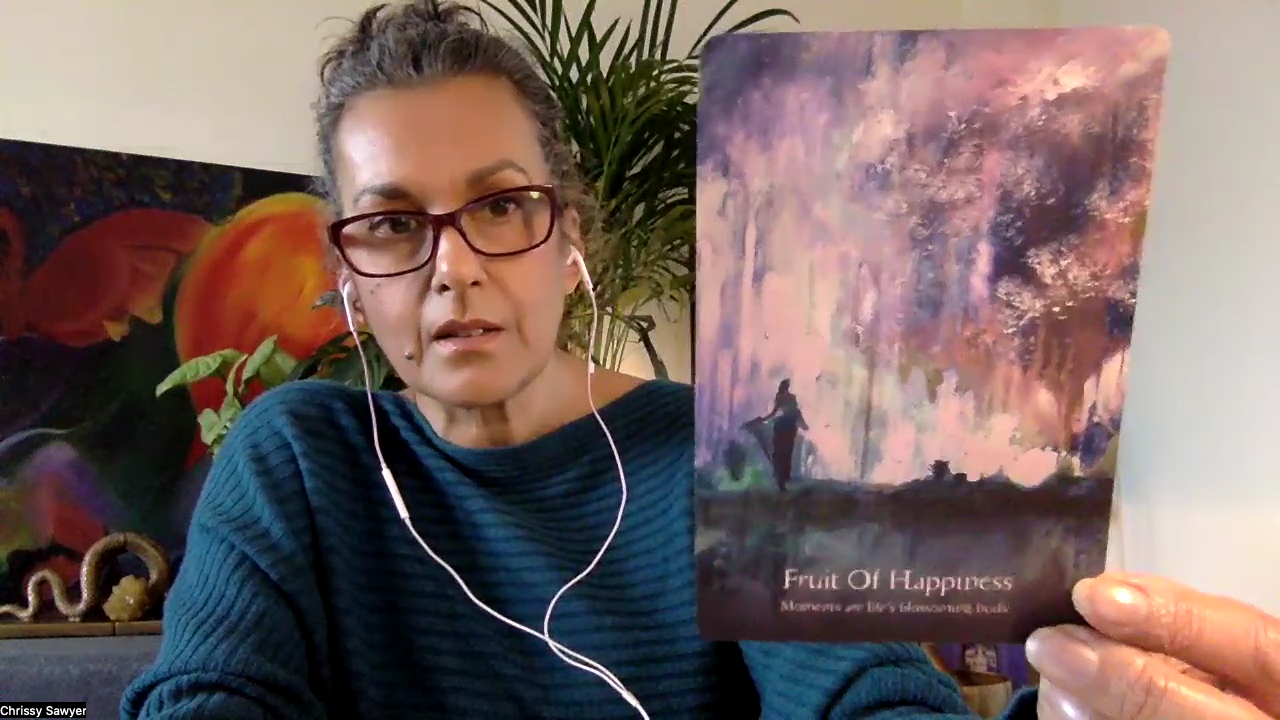 Fruit Of Happiness
Moments are life's blossoming buds
Chrissy Sawyer